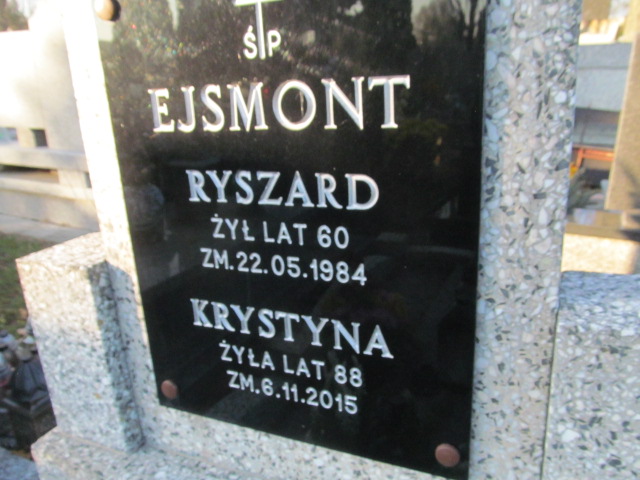 ŚP
EJSMONT
RYSZARD
ŻYŁ LAT 60
ZM.22.05.1984
KRYSTYNA
ŻYŁA LAT 88
ZM.6.11.2015